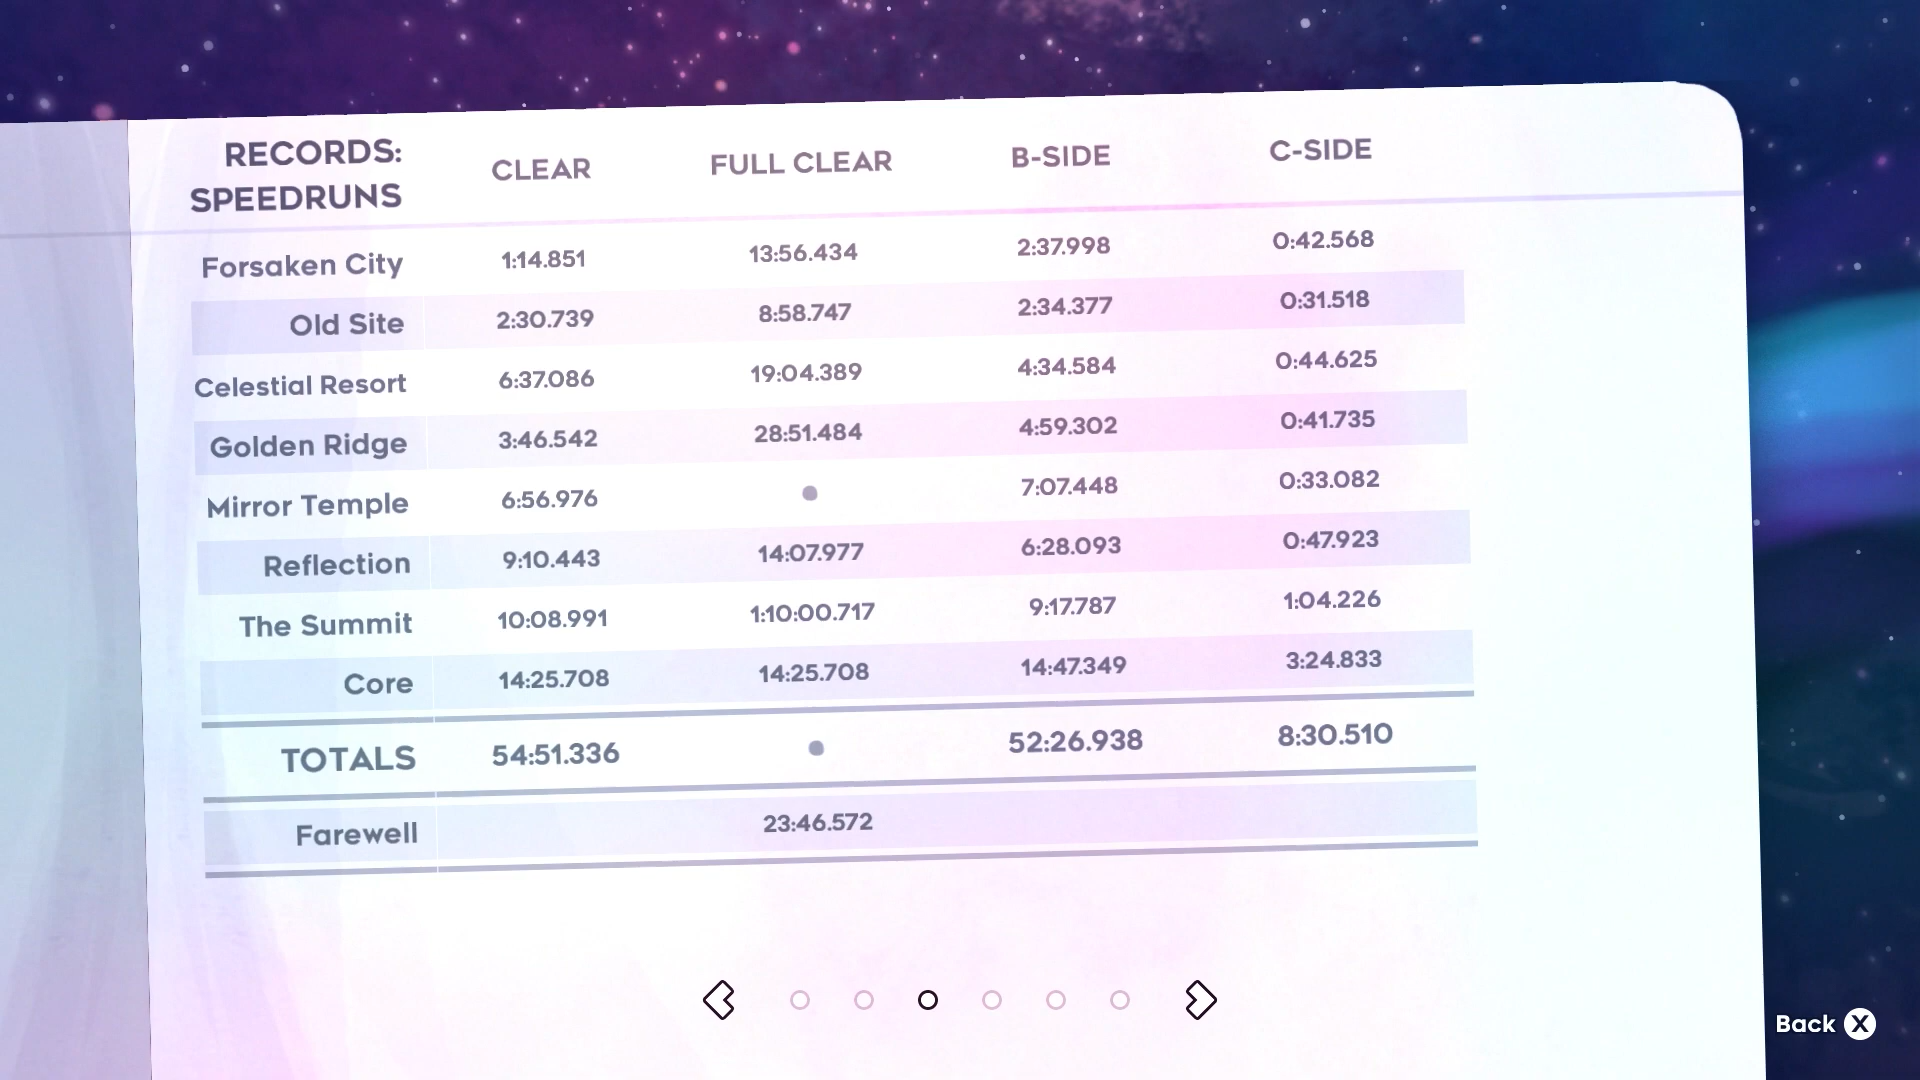 RECORDS:
SPEEDRUNS CLEAR FULL CLEAR B-SIDE C-SIDE
Forsaken City 1:14.851 13:56.434 2:37.998 0:42.568
Old Site 2:30.739 8:58.747 2:34.377 0:31.518
Celestial Resort 6:37.086 19:04.389 4:34.584 0:44.625
Golden Ridge 3:46.542 28:51.484 4:59.302 0:41.735
Mirror Temple 6:56.976 7:07.448 0:33.082
Reflection 9:10.443 14:07.977 6:28.093 0:47.923
The Summit 10:08.991 1:10:00.717 9:17.787 1:04.226
Core 14:25.708 14:25.708 14:47.349 3:24.833
TOTALS 54:51.336 52:26.938 8:30.510
Farewell 23:46.572
Back X